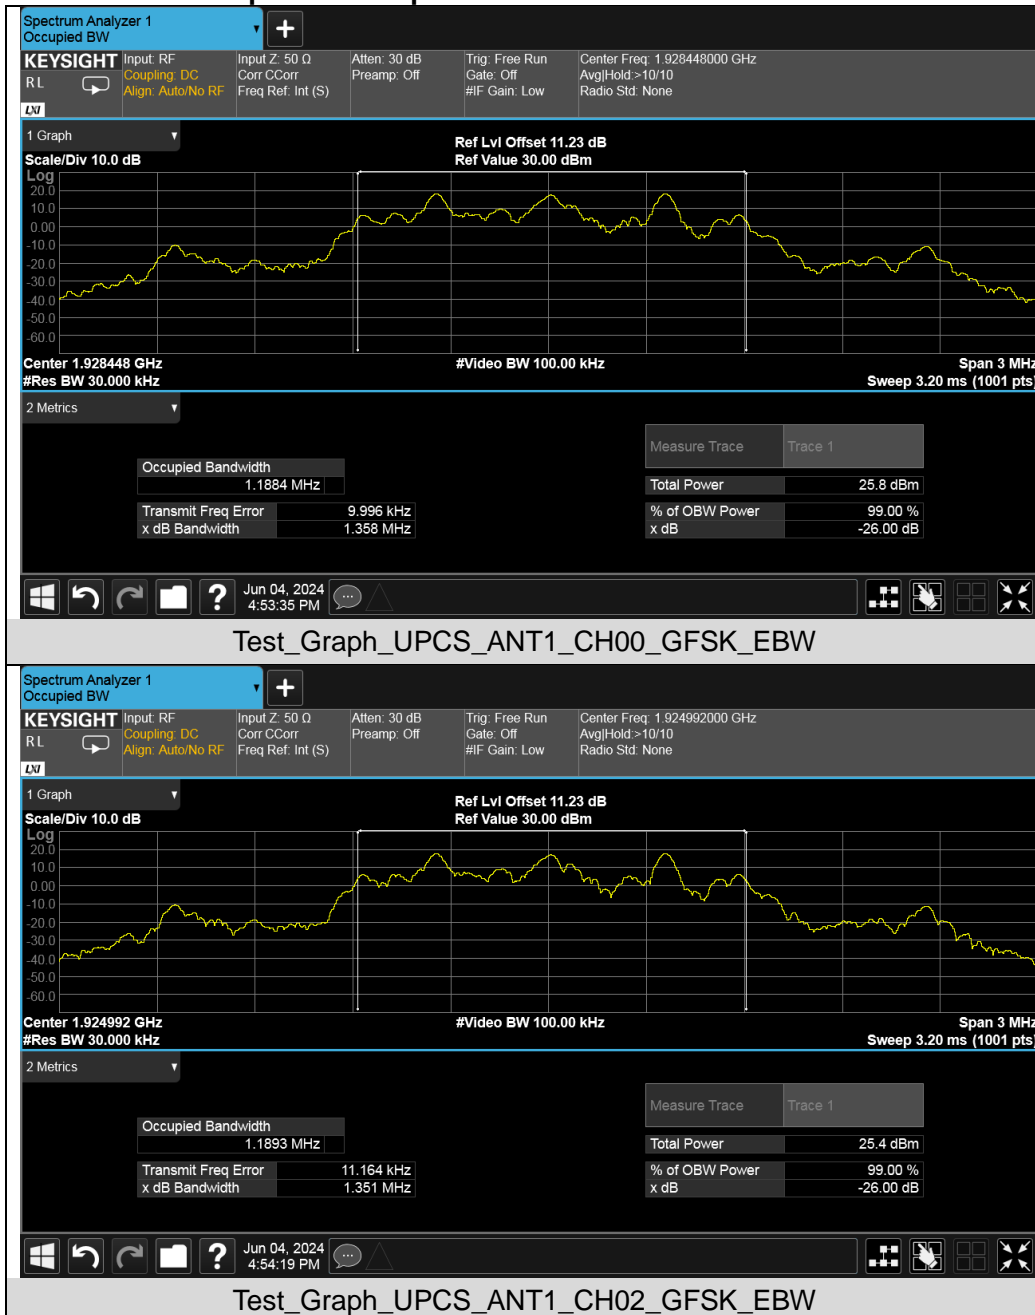 Spectrum Analyzer 1
Occupied BW
+
KEYSIGHT Input: RF Input Z: 50 Ω Atten: 30 dB Trig: Free Run Center Freq: 1.928448000 GHz
RL Coupling: DC Corr CCorr Preamp: Off Gate: Off Avg|Hold:>10/10
Align: Auto/No RF Freq Ref: Int (S) #IF Gain: Low Radio Std: None
LXI
1 Graph
Ref Lvl Offset 11.23 dB
Scale/Div 10.0 dB Ref Value 30.00 dBm
Log
20.0
10.0
0.00
-10.0
-20.0
-30.0
-40.0
-50.0
-60.0
Center 1.928448 GHz #Video BW 100.00 kHz Span 3 MHz
#Res BW 30.000 kHz Sweep 3.20 ms (1001 pts)
2 Metrics
Measure Trace Trace 1
Occupied Bandwidth
1.1884 MHz Total Power 25.8 dBm
Transmit Freq Error 9.996 kHz % of OBW Power 99.00 %
x dB Bandwidth 1.358 MHz x dB -26.00 dB
? Jun 04, 2024
4:53:35 PM
Test_Graph_UPCS_ANT1_CH00_GFSK_EBW
Spectrum Analyzer 1
Occupied BW
+
KEYSIGHT Input: RF Input Z: 50 Ω Atten: 30 dB Trig: Free Run Center Freq: 1.924992000 GHz
RL Coupling: DC Corr CCorr Preamp: Off Gate: Off Avg|Hold:>10/10
Align: Auto/No RF Freq Ref: Int (S) #IF Gain: Low Radio Std: None
LXI
1 Graph
Ref Lvl Offset 11.23 dB
Scale/Div 10.0 dB Ref Value 30.00 dBm
Log
20.0
10.0
0.00
-10.0
-20.0
-30.0
-40.0
-50.0
-60.0
Center 1.924992 GHz #Video BW 100.00 kHz Span 3 MHz
#Res BW 30.000 kHz Sweep 3.20 ms (1001 pts)
2 Metrics
Measure Trace Trace 1
Occupied Bandwidth
1.1893 MHz Total Power 25.4 dBm
Transmit Freq Error 11.164 kHz % of OBW Power 99.00 %
x dB Bandwidth 1.351 MHz x dB -26.00 dB
? Jun 04, 2024
4:54:19 PM
Test_Graph_UPCS_ANT1_CH02_GFSK_EBW